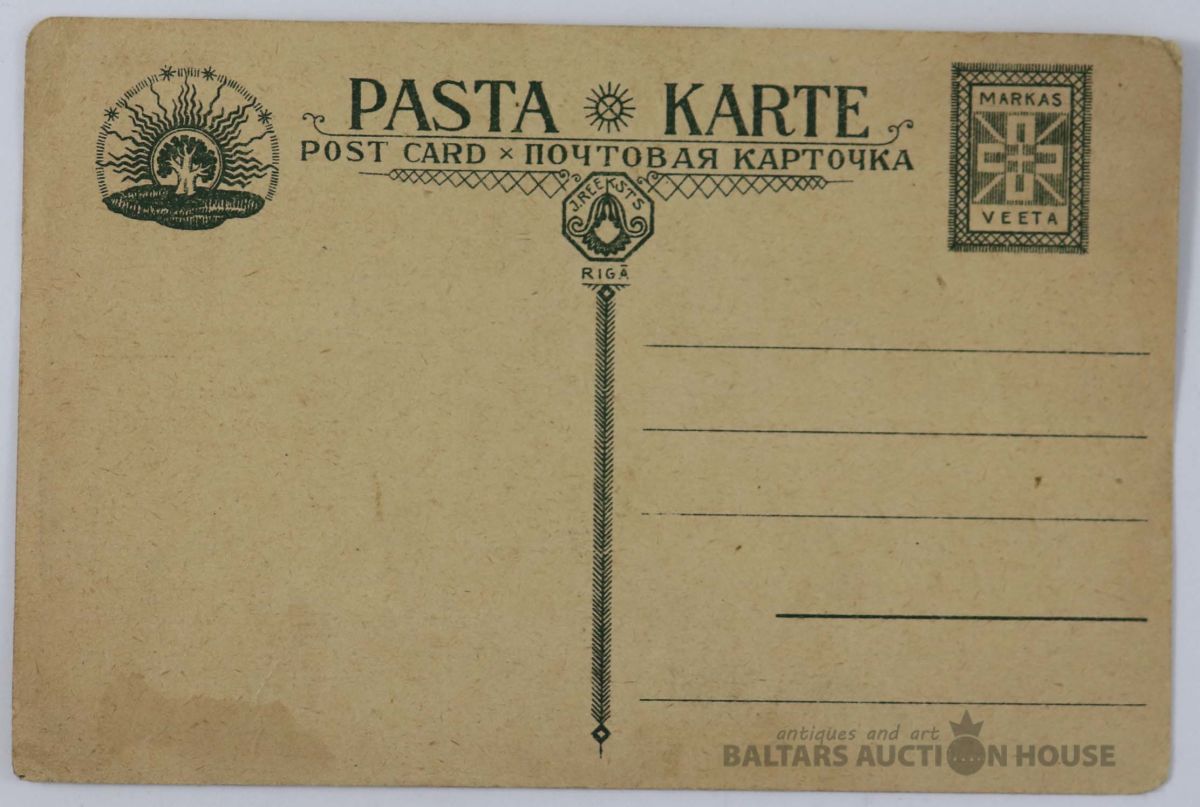 PASTA KARTE
POST CARD × ПОЧТОВАЯ КАРТОЧКА
J. REEKSTS
RIGĀ
MARKAS
VEETA
antiques and art
BALTARS AUCTION HOUSE